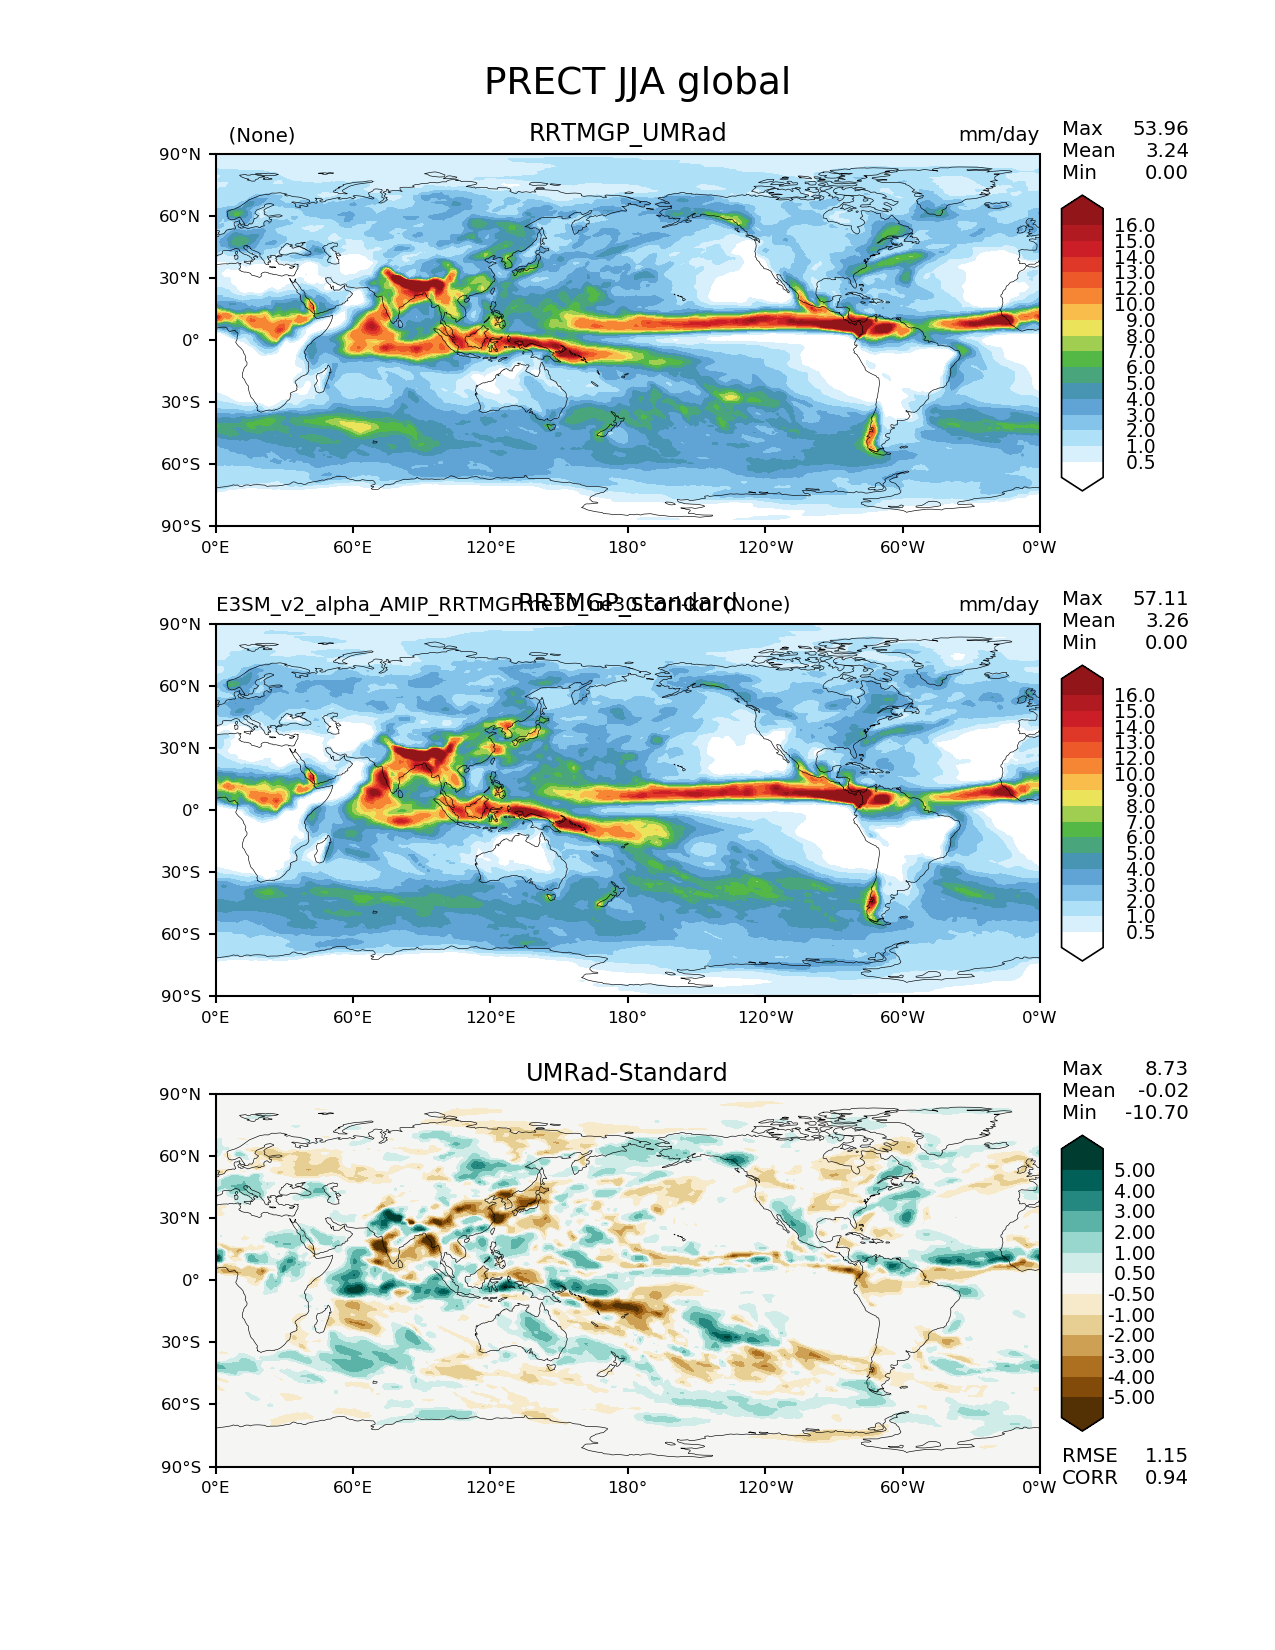 PRECT JJA global
(None) RRTMGP_UMRad mm/day
Max 53.96
Mean 3.24
Min 0.00
90°N
60°N
30°N
0°
30°S
60°S
90°S
0°E 60°E 120°E 180° 120°W 60°W 0°W
16.0
15.0
14.0
13.0
12.0
10.0
9.0
8.0
7.0
6.0
5.0
4.0
3.0
2.0
1.0
0.5
E3SM_v2_alpha_AMIP_RRTMGP (None) RRTMGP_standard mm/day
Max 57.11
Mean 3.26
Min 0.00
90°N
60°N
30°N
0°
30°S
60°S
90°S
0°E 60°E 120°E 180° 120°W 60°W 0°W
16.0
15.0
14.0
13.0
12.0
10.0
9.0
8.0
7.0
6.0
5.0
4.0
3.0
2.0
1.0
0.5
UMRad-Standard
Max 8.73
Mean -0.02
Min -10.70
90°N
60°N
30°N
0°
30°S
60°S
90°S
0°E 60°E 120°E 180° 120°W 60°W 0°W
5.00
4.00
3.00
2.00
1.00
0.50
-0.50
-1.00
-2.00
-3.00
-4.00
-5.00
RMSE 1.15
CORR 0.94